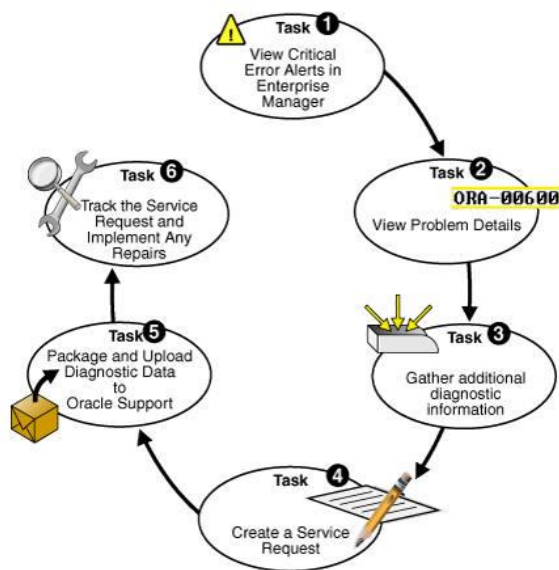 Task 1
View Critical
Error Alerts in
Enterprise
Manager
Task 2
ORA-00600
View Problem Details
Task 3
Gather additional
diagnostic
information
Task 4
Create a Service
Request
Task 5
Package and Upload
Diagnostic Data
to
Oracle Support
Task 6
Track the Service
Request and
Implement Any
Repairs